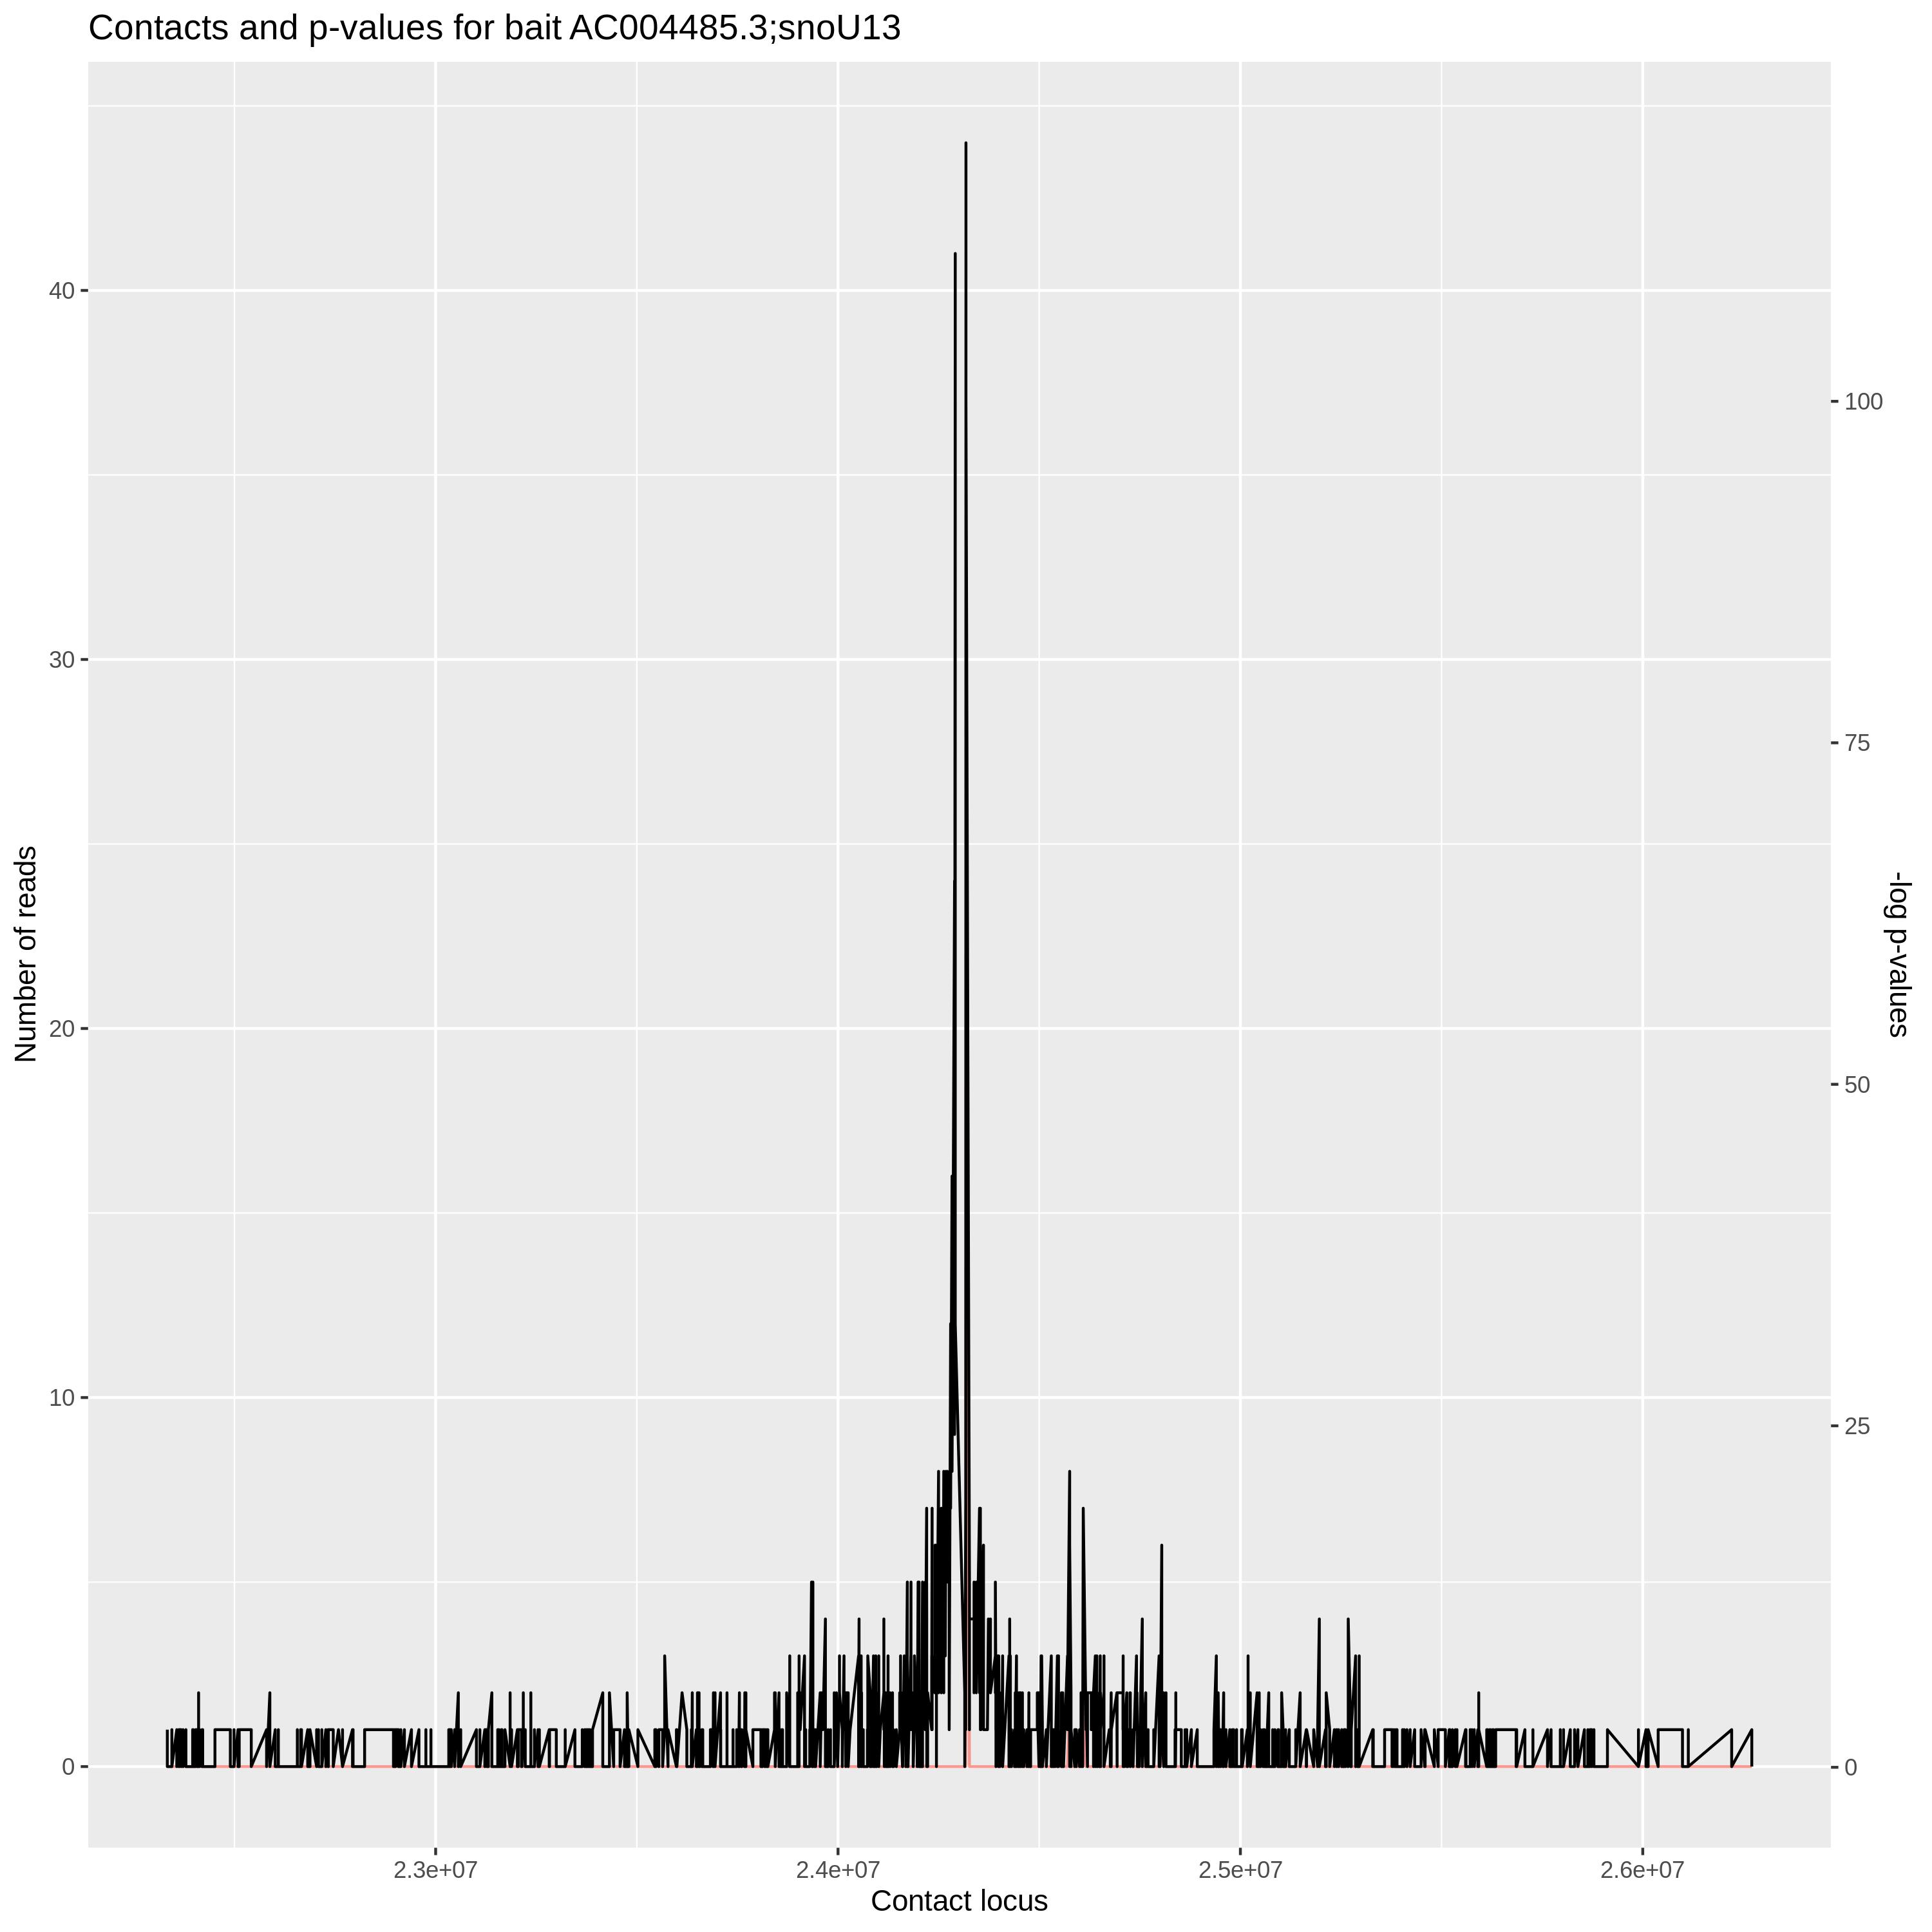 Contacts and p-values for bait AC004485.3;snoU13
40
30
20
10
0
Number of reads
100
75
50
25
0
-log p-values
2.3e+07
2.4e+07
2.5e+07
2.6e+07
Contact locus